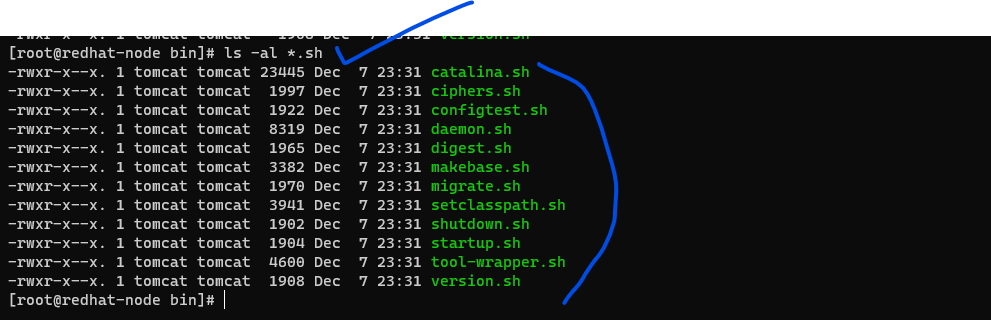 -rwxr-x--x. 1 tomcat tomcat 1908 Dec 7 23:31 version.sh
[root@redhat-node bin]# ls -al *.sh
-rwxr-x--x. 1 tomcat tomcat 23445 Dec  7 23:31 catalina.sh
-rwxr-x--x. 1 tomcat tomcat  1997 Dec  7 23:31 ciphers.sh
-rwxr-x--x. 1 tomcat tomcat  1922 Dec  7 23:31 configtest.sh
-rwxr-x--x. 1 tomcat tomcat  8319 Dec  7 23:31 daemon.sh
-rwxr-x--x. 1 tomcat tomcat  1965 Dec  7 23:31 digest.sh
-rwxr-x--x. 1 tomcat tomcat  3382 Dec  7 23:31 makebase.sh
-rwxr-x--x. 1 tomcat tomcat  1970 Dec  7 23:31 migrate.sh
-rwxr-x--x. 1 tomcat tomcat  3941 Dec  7 23:31 setclasspath.sh
-rwxr-x--x. 1 tomcat tomcat  1902 Dec  7 23:31 shutdown.sh
-rwxr-x--x. 1 tomcat tomcat  1904 Dec  7 23:31 startup.sh
-rwxr-x--x. 1 tomcat tomcat  4600 Dec  7 23:31 tool-wrapper.sh
-rwxr-x--x. 1 tomcat tomcat  1908 Dec  7 23:31 version.sh
[root@redhat-node bin]#